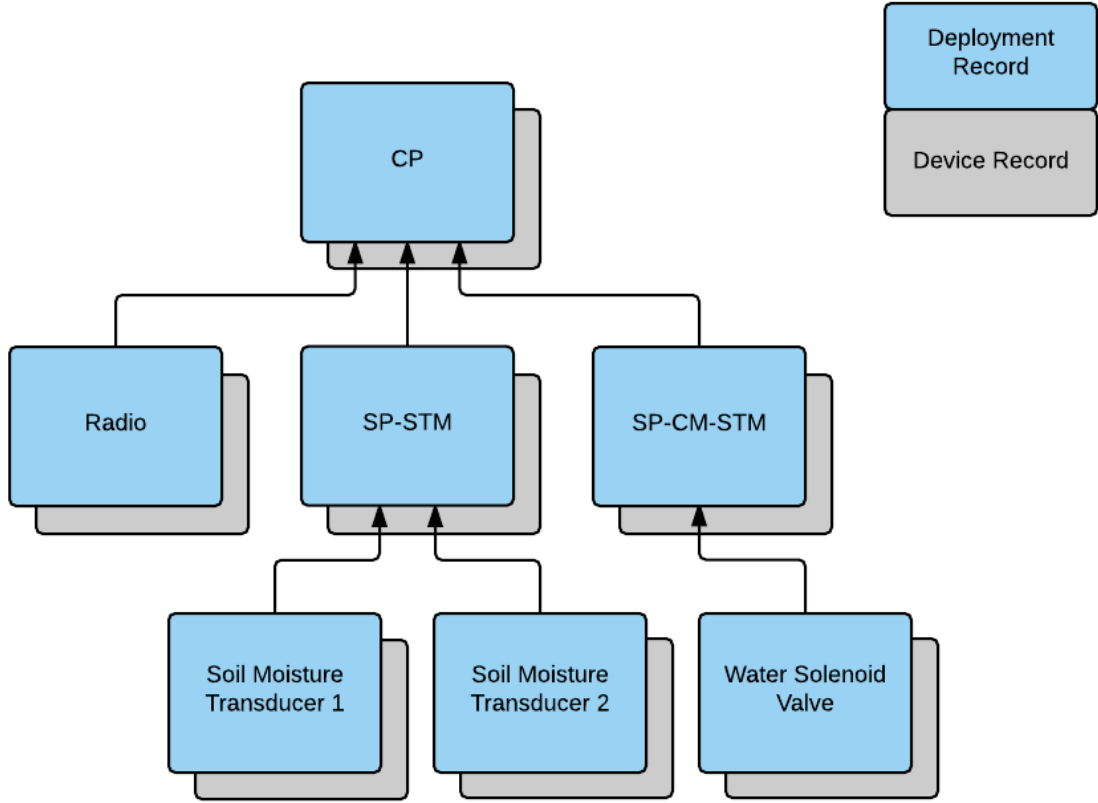 Deployment
Record
CP
Device Record
Radio
SP-STM
SP-CM-STM
Soil Moisture
Transducer 1
Soil Moisture
Transducer 2
Water Solenoid
Valve